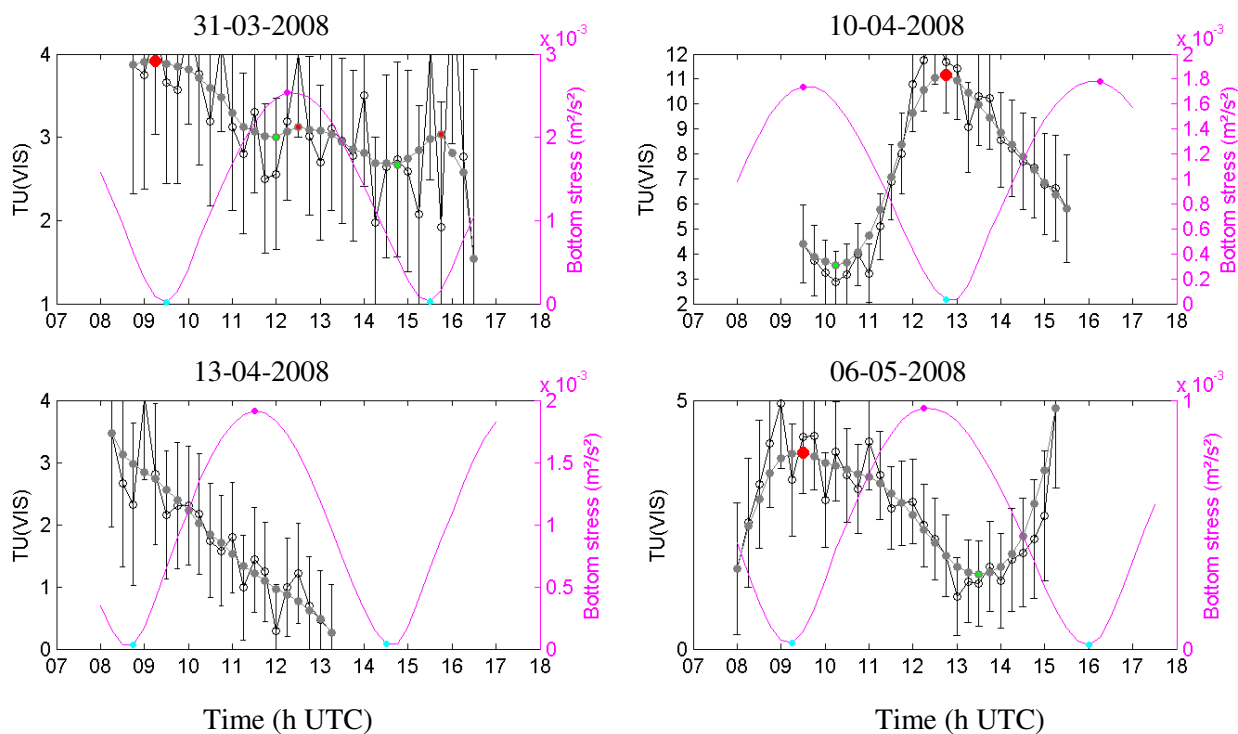 31-03-2008
x 10⁻³
4
3
2
1
TU(VIS)
3
2
1
0
Bottom stress (m²/s²)
07 08 09 10 11 12 13 14 15 16 17 18
10-04-2008
x 10⁻³
12
11
10
9
8
7
6
5
4
3
2
TU(VIS)
2
1.8
1.6
1.4
1.2
1
0.8
0.6
0.4
0.2
0
Bottom stress (m²/s²)
07 08 09 10 11 12 13 14 15 16 17 18
13-04-2008
x 10⁻³
4
3
2
1
0
TU(VIS)
2
1.5
1
0.5
0
Bottom stress (m²/s²)
07 08 09 10 11 12 13 14 15 16 17 18
06-05-2008
x 10⁻³
5
0
TU(VIS)
1
0
Bottom stress (m²/s²)
07 08 09 10 11 12 13 14 15 16 17 18
Time (h UTC)
Time (h UTC)